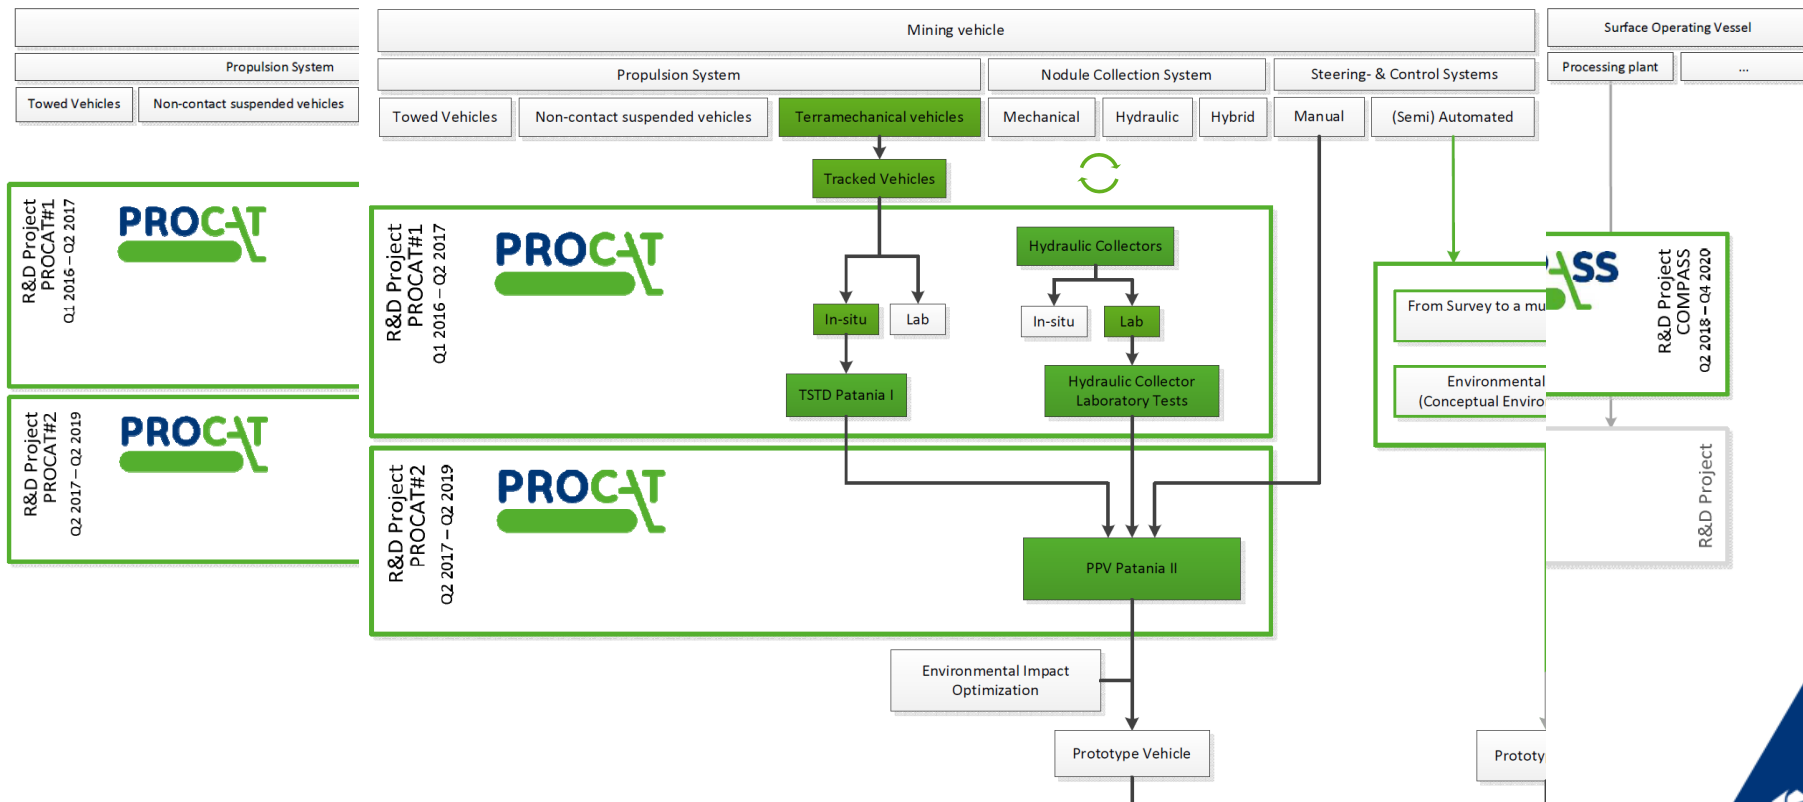 Propulsion System
Towed Vehicles
Non-contact suspended vehicles
R&D Project
PROCAT#1
Q1 2016 – Q2 2017
PROCAT
R&D Project
PROCAT#2
Q2 2017 – Q2 2019
PROCAT
Mining vehicle
Propulsion System
Nodule Collection System
Steering- & Control Systems
Towed Vehicles
Non-contact suspended vehicles
Terramechanical vehicles
Mechanical
Hydraulic
Hybrid
Manual
(Semi) Automated
Tracked Vehicles
R&D Project
PROCAT#1
Q1 2016 – Q2 2017
PROCAT
Hydraulic Collectors
In-situ
Lab
In-situ
Lab
TSTD Patania I
Hydraulic Collector
Laboratory Tests
R&D Project
PROCAT#2
Q2 2017 – Q2 2019
PROCAT
PPV Patania II
Environmental Impact
Optimization
Prototype Vehicle
From Survey to a mu
Environmental
(Conceptual Enviro
Prototy
Surface Operating Vessel
Processing plant
...
ASS
R&D Project
COMPASS
Q2 2018 – Q4 2020
R&D Project